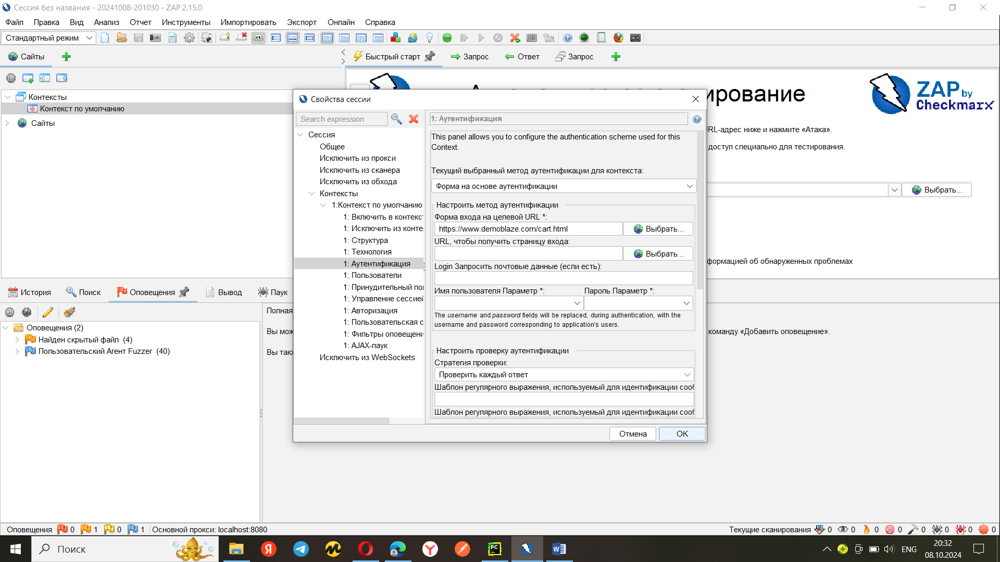 Сессия без названия - 20241008-201030 - ZAP 2.15.0
Файл Правка Вид Анализ Отчет Инструменты Импортировать Экспорт Онлайн Справка
Стандартный режим
Сайты
Быстрый старт Запрос Ответ Запрос
Контексты
Контекст по умолчанию
Сайты
ирование
ZAP by Checkmarx
RL-адрес ниже и нажмите «Атака».
доступ специально для тестирования.
Выбрать...
формацией об обнаруженных проблемах
Свойства сессии
Search expression
Сессия
Общее
Исключить из прокси
Исключить из сканера
Исключить из обхода
Контексты
1:Контекст по умолчанию
1: Включить в контекс
1: Исключить из конте
1: Структура
1: Технология
1: Аутентификация
1: Пользователи
1: Принудительный по
1: Управление сессией
1: Авторизация
1: Пользовательская с
1: Фильтры оповещени
1: AJAX-паук
Исключить из WebSockets
1: Аутентификация
This panel allows you to configure the authentication scheme used for this
Context.
Текущий выбранный метод аутентификации для контекста:
Форма на основе аутентификации
Настроить метод аутентификации
Форма входа на целевой URL *:
https://www.demoblaze.com/cart.html Выбрать...
URL, чтобы получить страницу входа:
Выбрать...
Login Запросить почтовые данные (если есть):
Имя пользователя Параметр *: Пароль Параметр *:
The username and password fields will be replaced, during authentication, with the
username and password corresponding to application's users.
Настроить проверку аутентификации
Стратегия проверки:
Проверить каждый ответ
Шаблон регулярного выражения, используемый для идентификации сооб
Шаблон регулярного выражения, используемый для идентификации сооб
Отмена OK
История Поиск Оповещения Вывод Паук
Оповещения (2)
Найден скрытый файл (4)
Пользовательский Агент Fuzzer (40)
Полная
Вы мож
команду «Добавить оповещение».
Вы такж
Оповещения 0 1 0 1 Основной прокси: localhost:8080
Текущие сканирования 0 0 0 0 0 0 0 0
Поиск
ENG
20:32
08.10.2024